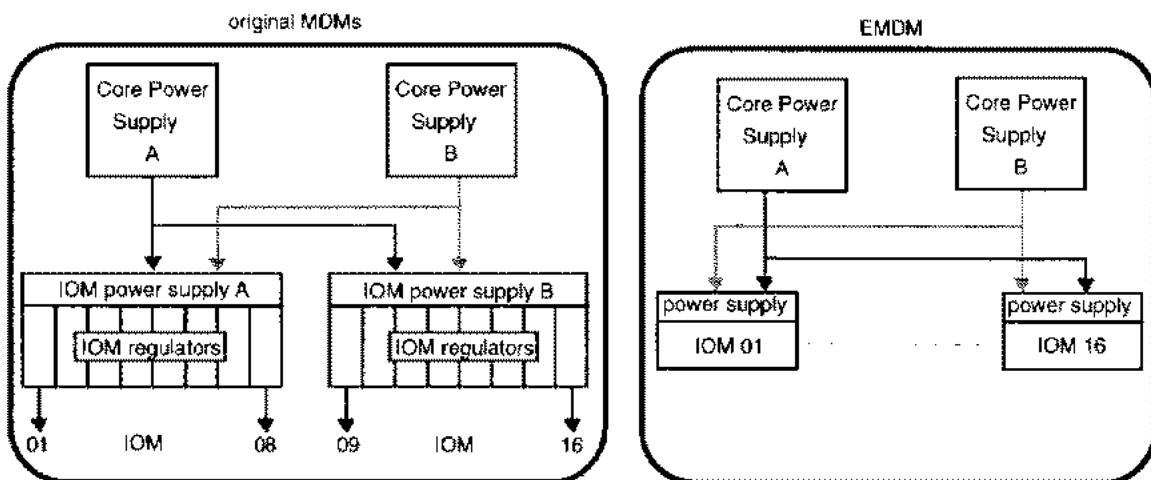 original MDMs
Core Power
Supply
A
Core Power
Supply
B
IOM power supply A
IOM power supply B
IOM regulators
IOM regulators
01 IOM 08 09 IOM 16
EMDM
Core Power
Supply
A
Core Power
Supply
B
power supply
IOM 01
power supply
IOM 16